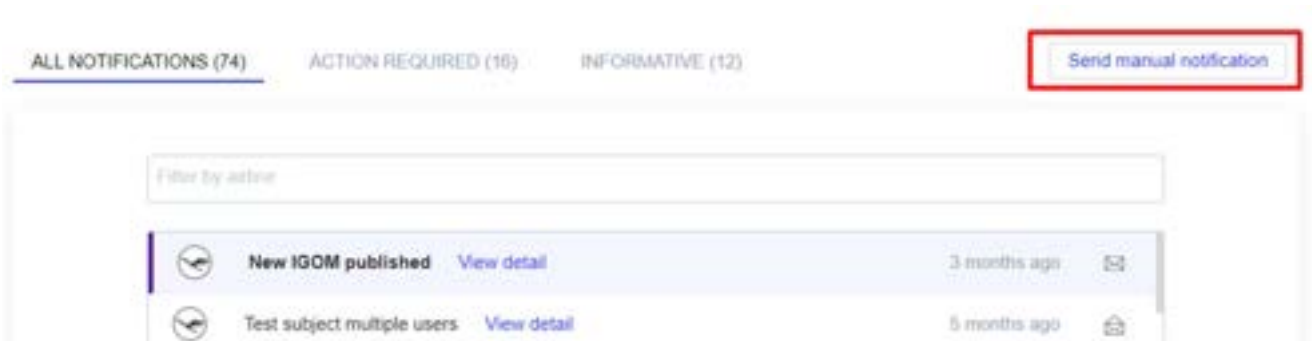 ALL NOTIFICATIONS (74) ACTION REQUIRED (16) INFORMATIVE (12) Send manual notification
Filter by airline
New IGOM published View detail 3 months ago
Test subject multiple users View detail 5 months ago